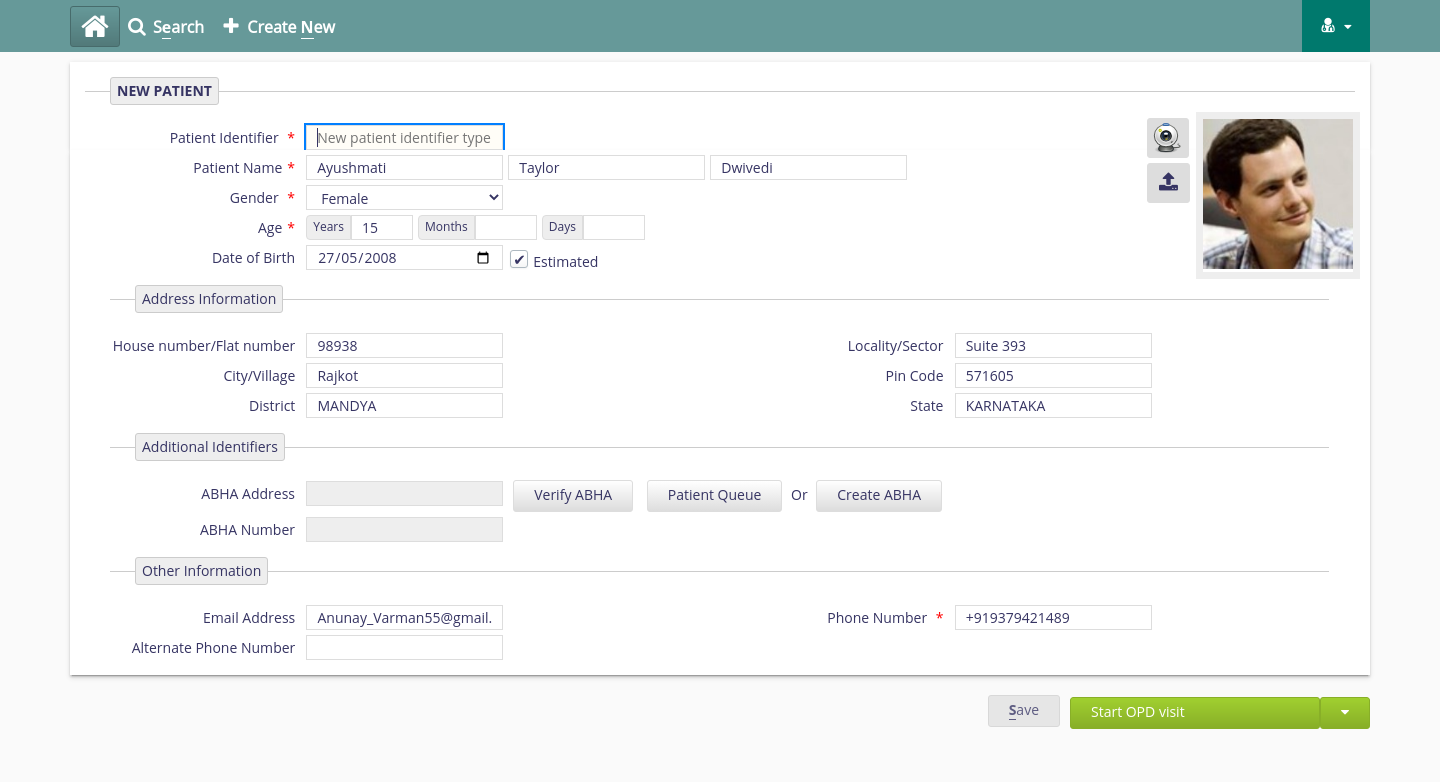 Search Create New
NEW PATIENT
Patient Identifier * New patient identifier type
Patient Name * Ayushmati Taylor Dwivedi
Gender * Female
Age * Years 15 Months Days
Date of Birth 27/05/2008 Estimated
Address Information
House number/Flat number 98938 Locality/Sector Suite 393
City/Village Rajkot Pin Code 571605
District MANDYA State KARNATAKA
Additional Identifiers
ABHA Address Verify ABHA Patient Queue Or Create ABHA
ABHA Number
Other Information
Email Address Anunay_Varman55@gmail. Phone Number * +919379421489
Alternate Phone Number
Save Start OPD visit